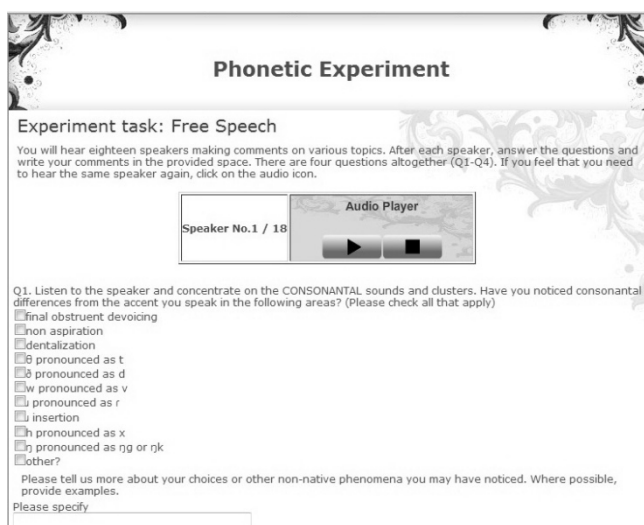 Phonetic Experiment
Experiment task: Free Speech
You will hear eighteen speakers making comments on various topics. After each speaker, answer the questions and
write your comments in the provided space. There are four questions altogether (Q1-Q4). If you feel that you need
to hear the same speaker again, click on the audio icon.
Speaker No.1 / 18
Audio Player
Q1. Listen to the speaker and concentrate on the CONSONANTAL sounds and clusters. Have you noticed consonantal
differences from the accent you speak in the following areas? (Please check all that apply)
final obstruent devoicing
non aspiration
dentalization
θ pronounced as t
ð pronounced as d
w pronounced as v
ɹ pronounced as ɾ
ɹ insertion
h pronounced as x
ŋ pronounced as ŋg or ŋk
other?
Please tell us more about your choices or other non-native phenomena you may have noticed. Where possible,
provide examples.
Please specify